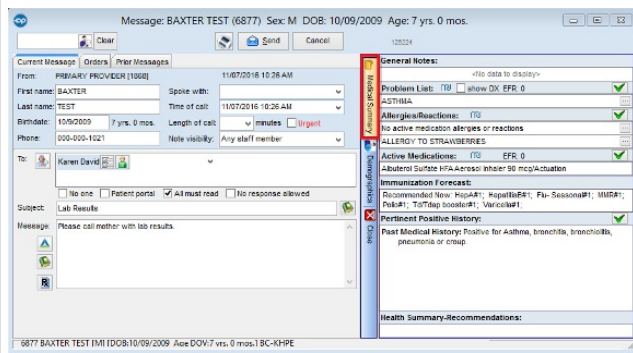 Message: BAXTER TEST (6877) Sex: M DOB: 10/09/2009 Age: 7 yrs. 0 mos.
Clear
Send
Cancel
125224
Current Message Orders Prior Messages
From: PRIMARY PROVIDER [1868] 11/07/2016 10:26 AM
First name: BAXTER Spoke with:
Last name: TEST Time of call: 11/07/2016 10:26 AM
Birthdate: 10/9/2009 7 yrs. 0 mos. Length of call: minutes Urgent
Phone: 000-000-1021 Note visibility: Any staff member
To: Karen David
No one Patient portal All must read No response allowed
Subject: Lab Results
Message: Please call mother with lab results.
Medical Summary
Demographics
Close
General Notes:
<No data to display>
Problem List: show DX EFR: 0
ASTHMA
Allergies/Reactions:
No active medication allergies or reactions
ALLERGY TO STRAWBERRIES
Active Medications: EFR: 0
Albuterol Sulfate HFA Aerosol Inhaler 90 mcg/Actuation
Immunization Forecast:
Recommended Now: HepA#1; HepatitisB#1; Flu- Seasonal#1; MMR#1;
Polio#1; Td/Tdap booster#1; Varicella#1;
Pertinent Positive History:
Past Medical History: Positive for Asthma, bronchitis, bronchiolitis,
pneumonia or croup.
Health Summary-Recommendations:
6877 BAXTER TEST [M] [DOB:10/09/2009 Age DOV:7 yrs. 0 mos.] BC-KHPE